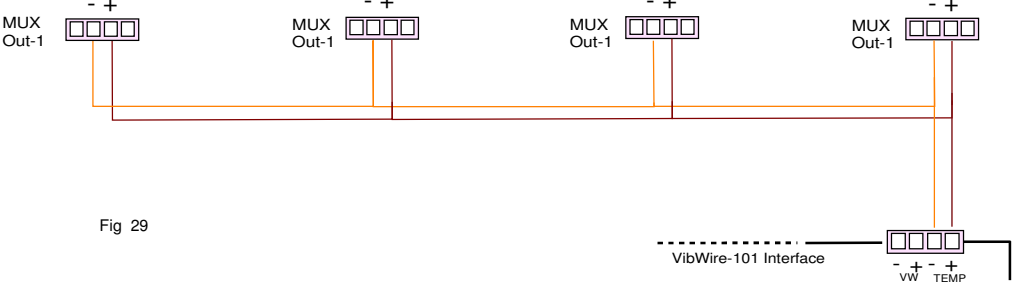 - +
- +
- +
- +
MUX
Out-1
MUX
Out-1
MUX
Out-1
MUX
Out-1
Fig 29
VibWire-101 Interface
- + - +
VW TEMP